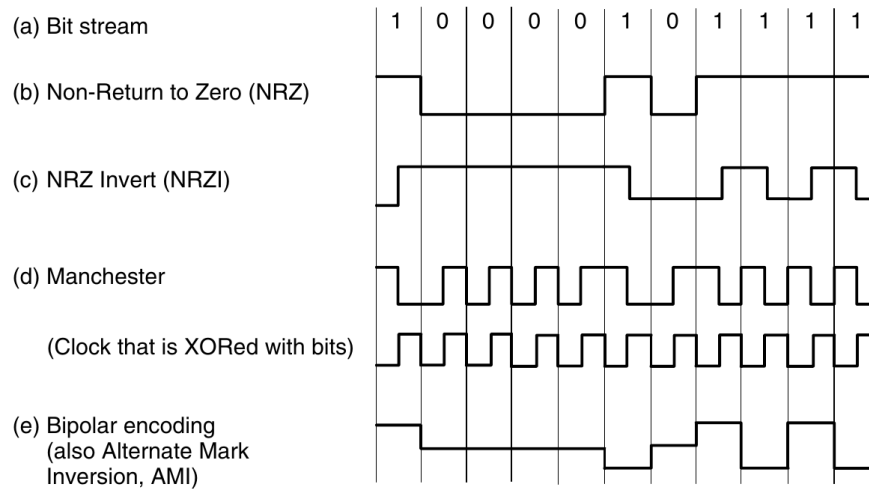 (a) Bit stream 1 0 0 0 0 1 0 1 1 1 1
(b) Non-Return to Zero (NRZ)
(c) NRZ Invert (NRZI)
(d) Manchester
(Clock that is XORed with bits)
(e) Bipolar encoding
(also Alternate Mark
Inversion, AMI)